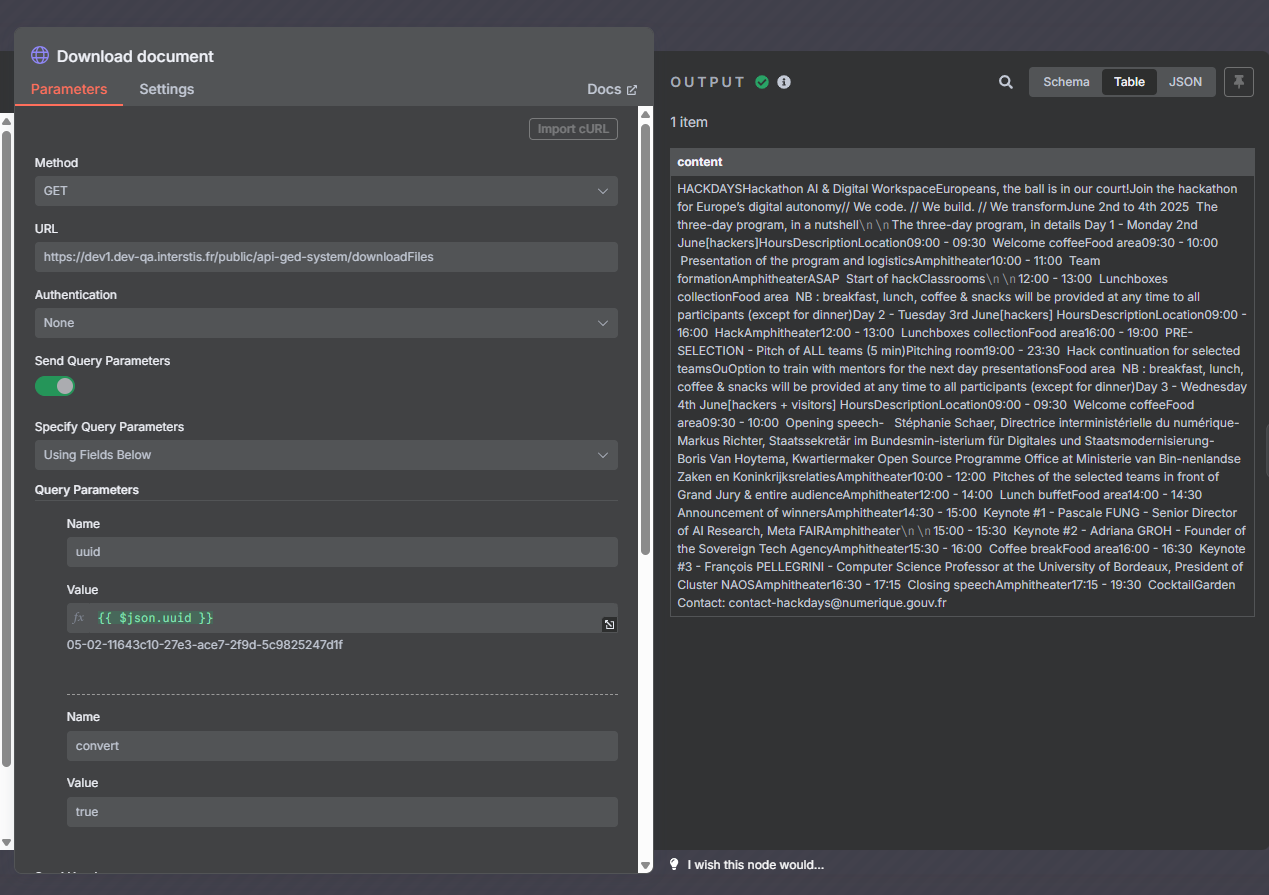 Download document
Parameters
Settings
Docs
Import cURL
Method
GET
URL
https://dev1.dev-qa.interstis.fr/public/api-ged-system/downloadFiles
Authentication
None
Send Query Parameters
Specify Query Parameters
Using Fields Below
Query Parameters
Name
uuid
Value
fx {{ $json.uuid }}
05-02-11643c10-27e3-ace7-2f9d-5c9825247d1f
Name
convert
Value
true
OUTPUT
Schema
Table
JSON
1 item
content
HACKDAYSHackathon AI & Digital WorkspaceEuropeans, the ball is in our court!Join the hackathon
for Europe's digital autonomy// We code. // We build. // We transformJune 2nd to 4th 2025 The
three-day program, in a nutshell\n \n The three-day program, in details Day 1 - Monday 2nd
June[hackers]HoursDescriptionLocation09:00 - 09:30 Welcome coffeeFood area09:30 - 10:00
Presentation of the program and logisticsAmphitheater10:00 - 11:00 Team
formationAmphitheaterASAP Start of hackClassrooms\n \n 12:00 - 13:00 Lunchboxes
collectionFood area NB : breakfast, lunch, coffee & snacks will be provided at any time to all
participants (except for dinner)Day 2 - Tuesday 3rd June[hackers] HoursDescriptionLocation09:00 -
16:00 HackAmphitheater12:00 - 13:00 Lunchboxes collectionFood area16:00 - 19:00 PRE-
SELECTION - Pitch of ALL teams (5 min)Pitching room19:00 - 23:30 Hack continuation for selected
teamsOuOption to train with mentors for the next day presentationsFood area NB : breakfast, lunch,
coffee & snacks will be provided at any time to all participants (except for dinner)Day 3 - Wednesday
4th June[hackers + visitors] HoursDescriptionLocation09:00 - 09:30 Welcome coffeeFood
area09:30 - 10:00 Opening speech- Stéphanie Schaer, Directrice interministérielle du numérique-
Markus Richter, Staatssekretär im Bundesmin-isterium für Digitales und Staatsmodernisierung-
Boris Van Hoytema, Kwartiermaker Open Source Programme Office at Ministerie van Bin-nenlandse
Zaken en KoninkrijksrelatiesAmphitheater10:00 - 12:00 Pitches of the selected teams in front of
Grand Jury & entire audienceAmphitheater12:00 - 14:00 Lunch buffetFood area14:00 - 14:30
Announcement of winnersAmphitheater14:30 - 15:00 Keynote #1 - Pascale FUNG - Senior Director
of AI Research, Meta FAIRAmphitheater\n \n 15:00 - 15:30 Keynote #2 - Adriana GROH - Founder of
the Sovereign Tech AgencyAmphitheater15:30 - 16:00 Coffee breakFood area16:00 - 16:30 Keynote
#3 - François PELLEGRINI - Computer Science Professor at the University of Bordeaux, President of
Cluster NAOSAmphitheater16:30 - 17:15 Closing speechAmphitheater17:15 - 19:30 CocktailGarden
Contact: contact-hackdays@numerique.gouv.fr
I wish this node would...